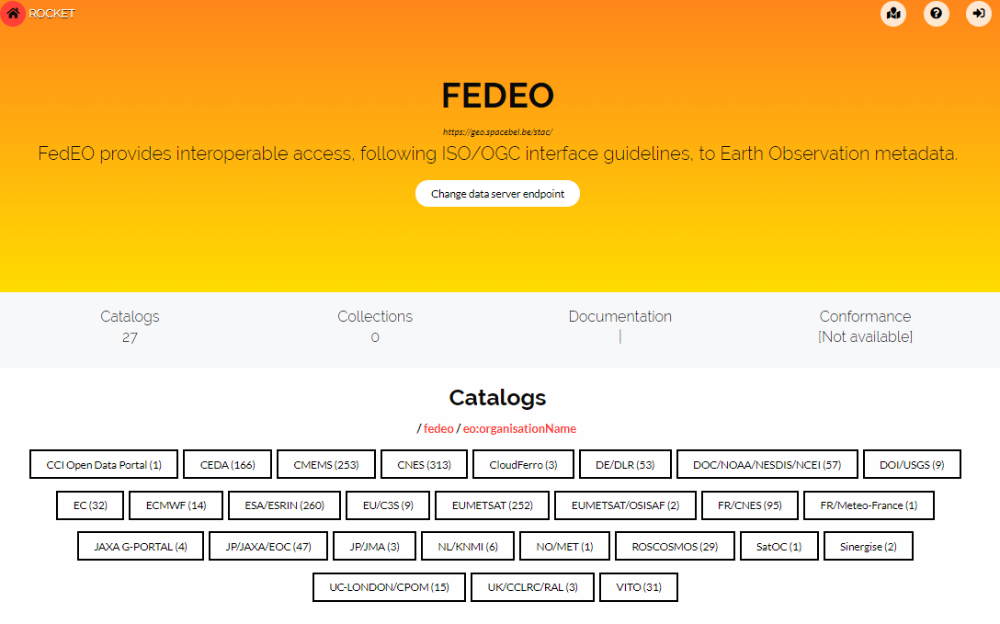 ROCKET
FEDEO
https://geo.spacebel.be/stac/
FedEO provides interoperable access, following ISO/OGC interface guidelines, to Earth Observation metadata.
Change data server endpoint
Catalogs Collections Documentation Conformance
27 0 | [Not available]
Catalogs
/ fedeo / eo:organisationName
CCI Open Data Portal (1) CEDA (166) CMEMS (253) CNES (313) CloudFerro (3) DE/DLR (53) DOC/NOAA/NESDIS/NCEI (57) DOI/USGS (9)
EC (32) ECMWF (14) ESA/ESRIN (260) EU/C3S (9) EUMETSAT (252) EUMETSAT/OSISAF (2) FR/CNES (95) FR/Meteo-France (1)
JAXA G-PORTAL (4) JP/JAXA/EOC (47) JP/JMA (3) NL/KNMI (6) NO/MET (1) ROSCOSMOS (29) SatOC (1) Sinergise (2)
UC-LONDON/CPOM (15) UK/CCLRC/RAL (3) VITO (31)